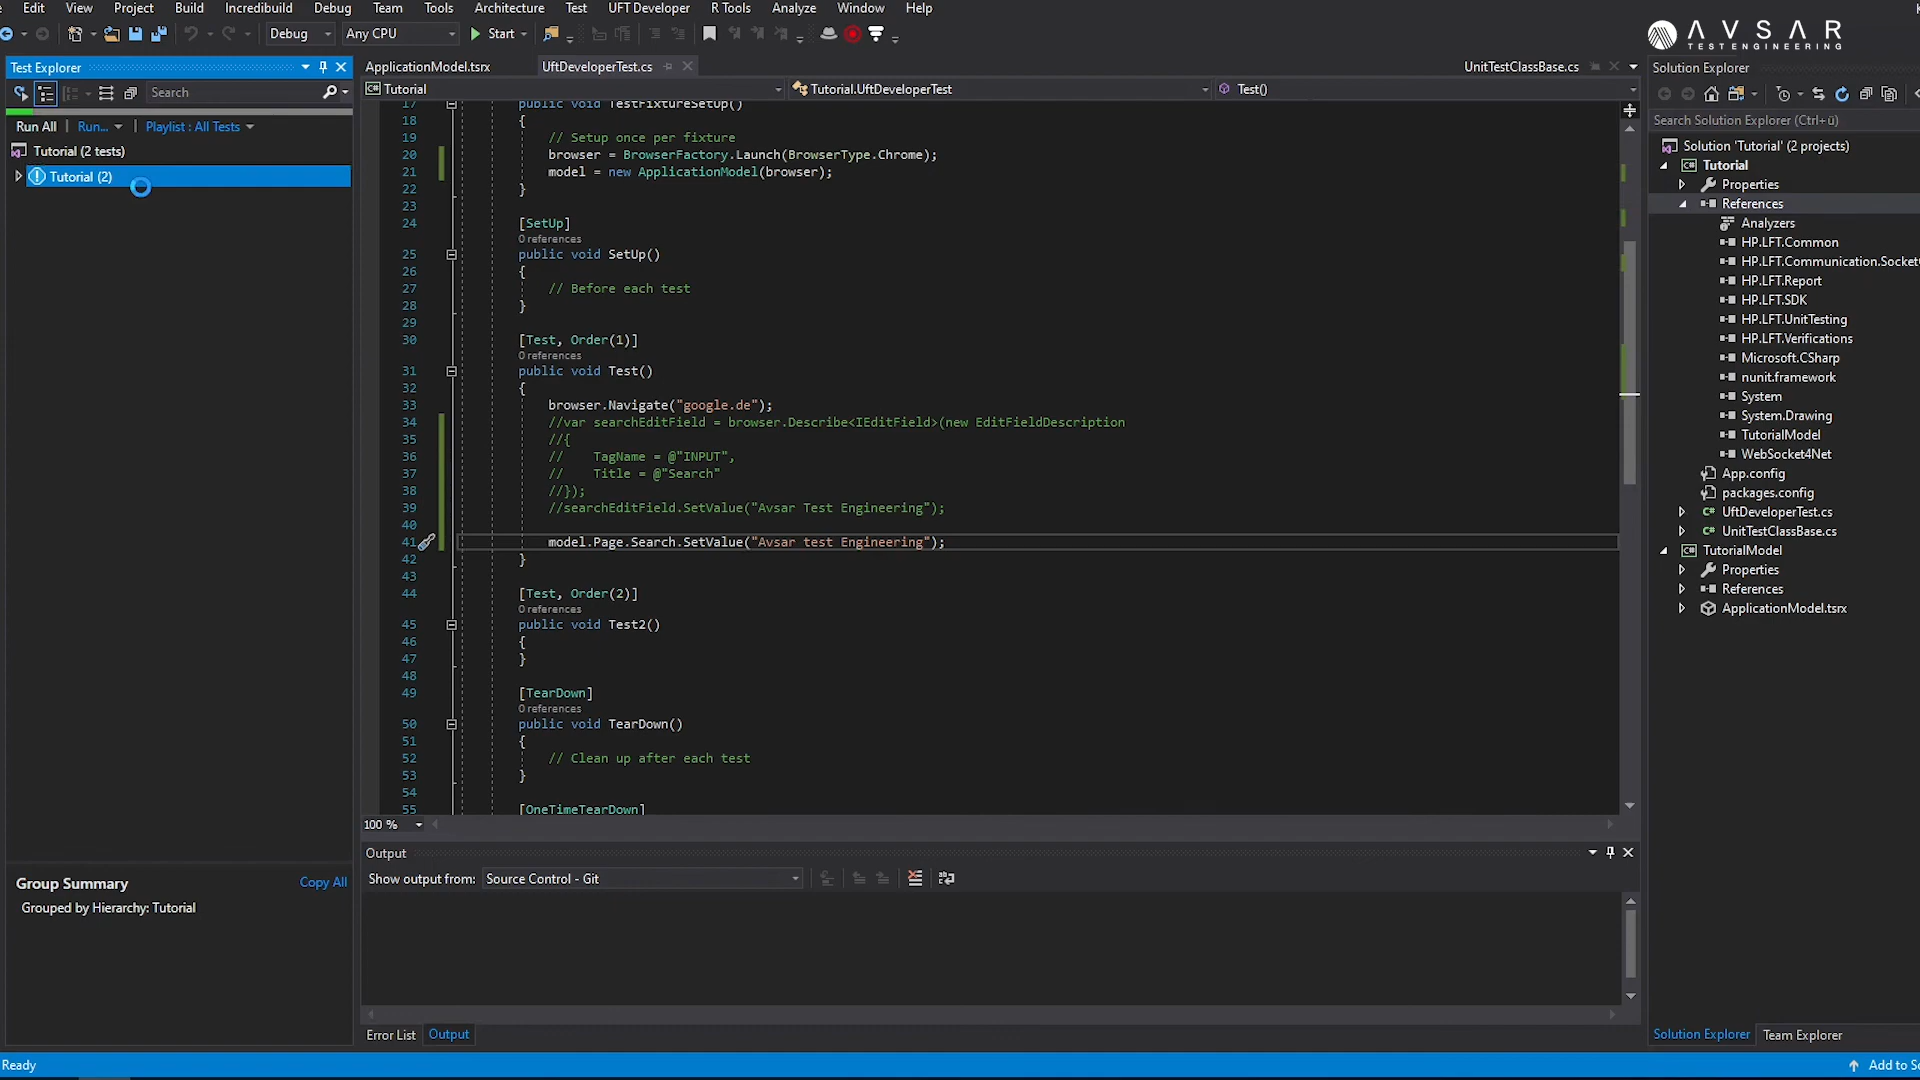 Edit View Project Build Incredibuild Debug Team Tools Architecture Test UFT Developer R Tools Analyze Window Help
Debug Any CPU Start
AVSAR
TEST ENGINEERING
Test Explorer
Search
Run All Run... Playlist : All Tests
Tutorial (2 tests)
Tutorial (2)
Group Summary
Copy All
Grouped by Hierarchy: Tutorial
ApplicationModel.tsrx UftDeveloperTest.cs UnitTestClassBase.cs
Tutorial Tutorial.UftDeveloperTest Test()
17 public void TestFixtureSetUp()
18 {
19 // Setup once per fixture
20 browser = BrowserFactory.Launch(BrowserType.Chrome);
21 model = new ApplicationModel(browser);
22 }
23
24 [SetUp]
0 references
25 public void SetUp()
26 {
27 // Before each test
28 }
29
30 [Test, Order(1)]
0 references
31 public void Test()
32 {
33 browser.Navigate("google.de");
34 //var searchEditField = browser.Describe<IEditField>(new EditFieldDescription
35 //{
36 // TagName = @"INPUT",
37 // Title = @"Search"
38 //});
39 //searchEditField.SetValue("Avsar Test Engineering");
40
41 model.Page.Search.SetValue("Avsar test Engineering");
42 }
43
44 [Test, Order(2)]
0 references
45 public void Test2()
46 {
47 }
48
49 [TearDown]
0 references
50 public void TearDown()
51 {
52 // Clean up after each test
53 }
54
55 [OneTimeTearDown]
100 %
Output
Show output from: Source Control - Git
Error List Output
Solution Explorer
Search Solution Explorer (Ctrl+ü)
Solution 'Tutorial' (2 projects)
Tutorial
Properties
References
Analyzers
HP.LFT.Common
HP.LFT.Communication.Socket
HP.LFT.Report
HP.LFT.SDK
HP.LFT.UnitTesting
HP.LFT.Verifications
Microsoft.CSharp
nunit.framework
System
System.Drawing
TutorialModel
WebSocket4Net
App.config
packages.config
UftDeveloperTest.cs
UnitTestClassBase.cs
TutorialModel
Properties
References
ApplicationModel.tsrx
Solution Explorer Team Explorer
Ready
Add to So